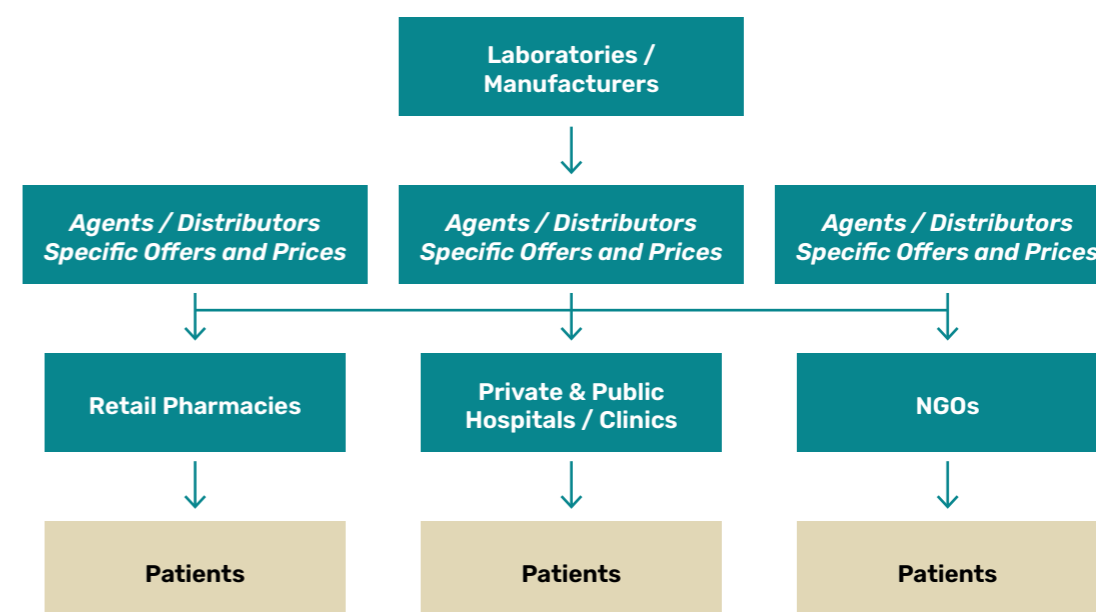 Laboratories /
Manufacturers
Agents / Distributors
Specific Offers and Prices
Agents / Distributors
Specific Offers and Prices
Agents / Distributors
Specific Offers and Prices
Retail Pharmacies
Private & Public
Hospitals / Clinics
NGOs
Patients
Patients
Patients